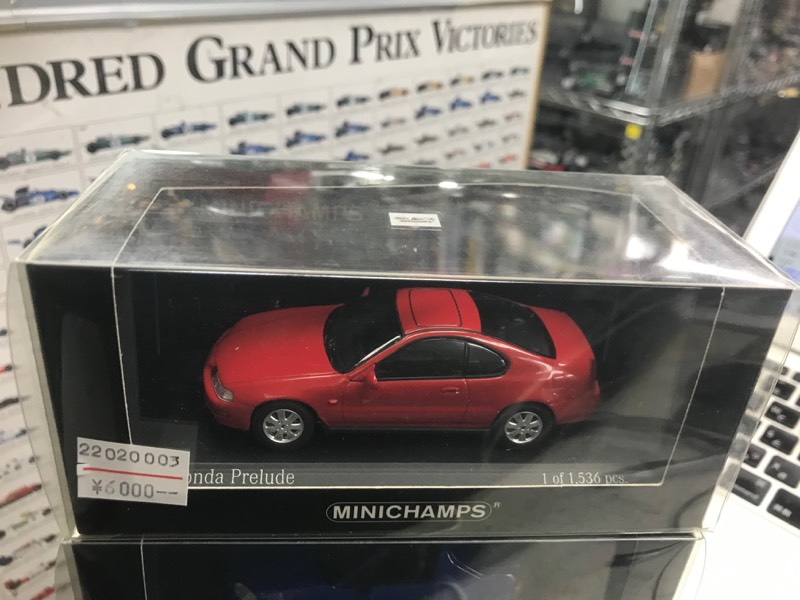 DRED GRAND PRIX VICTORIES
22020003
¥6000
onda Prelude
1 of 1,536 pcs.
MINICHAMPS®